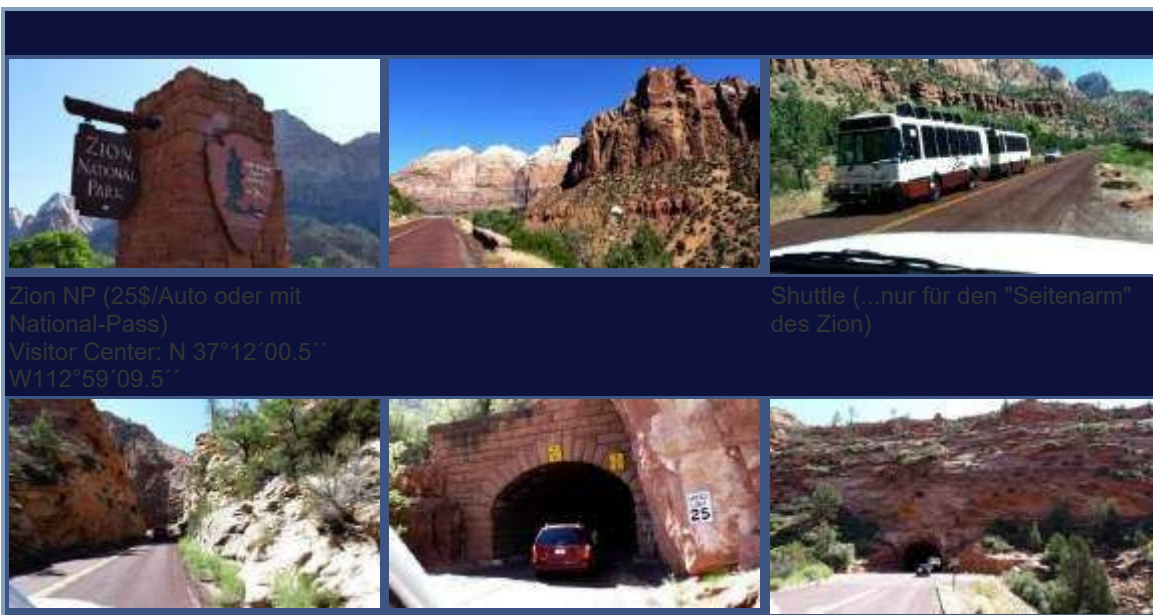 ZION
NATIONAL
PARK
25
Zion NP (25$/Auto oder mit
National-Pass)
Visitor Center: N 37°12´00.5´´
W112°59´09.5´´
Shuttle (...nur für den "Seitenarm"
des Zion)